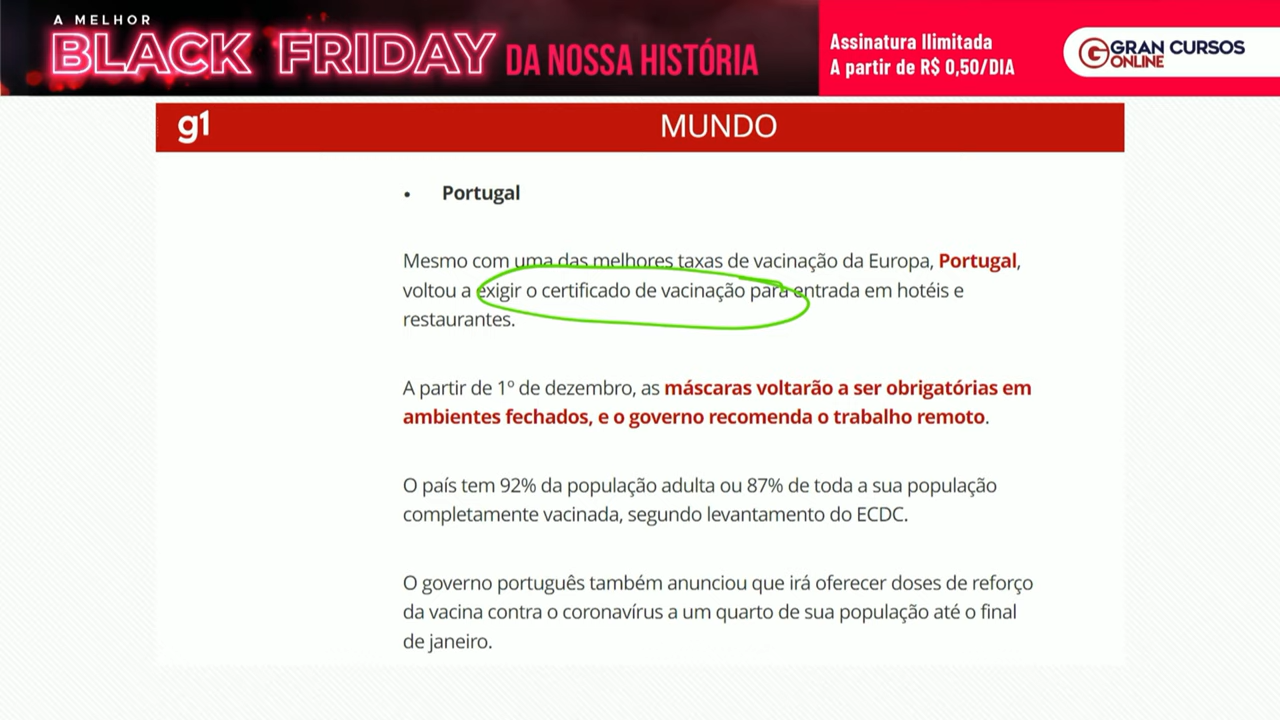 A MELHOR
BLACK FRIDAY DA NOSSA HISTÓRIA
Assinatura Ilimitada
A partir de R$ 0,50/DIA
GRAN CURSOS
ONLINE
g1
MUNDO
• Portugal
Mesmo com uma das melhores taxas de vacinação da Europa, Portugal,
voltou a exigir o certificado de vacinação para entrada em hotéis e
restaurantes.
A partir de 1º de dezembro, as máscaras voltarão a ser obrigatórias em
ambientes fechados, e o governo recomenda o trabalho remoto.
O país tem 92% da população adulta ou 87% de toda a sua população
completamente vacinada, segundo levantamento do ECDC.
O governo português também anunciou que irá oferecer doses de reforço
da vacina contra o coronavírus a um quarto de sua população até o final
de janeiro.